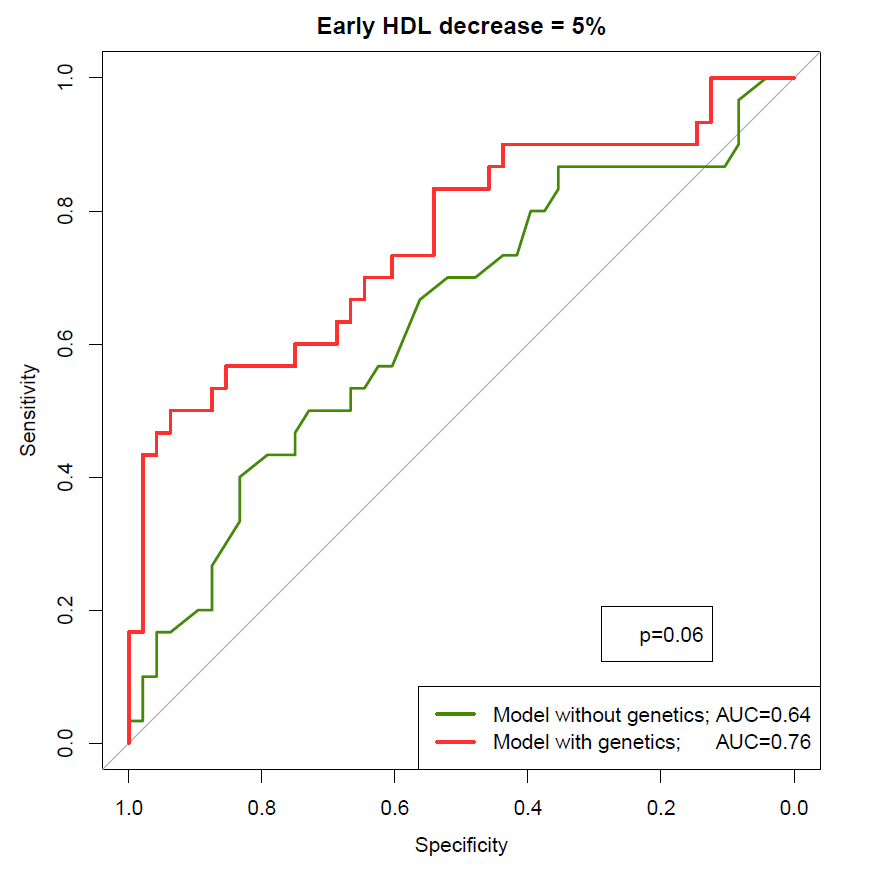 Early HDL decrease = 5%
Sensitivity
1.0
0.8
0.6
0.4
0.2
0.0
p=0.06
Model without genetics; AUC=0.64
Model with genetics; AUC=0.76
1.0 0.8 0.6 0.4 0.2 0.0
Specificity